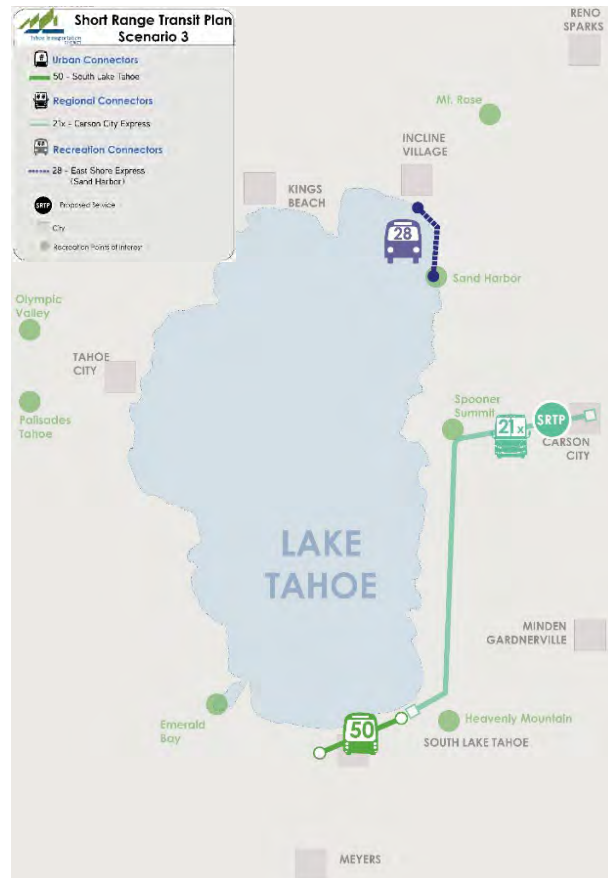 Short Range Transit Plan
Scenario 3
Urban Connectors
50 - South Lake Tahoe
Regional Connectors
21x - Carson City Express
Recreation Connectors
28 - East Shore Express
(Sand Harbor)
SRTP
Proposed Service
City
Recreation Points of Interest
RENO
SPARKS
Mt. Rose
INCLINE
VILLAGE
KINGS
BEACH
28
Sand Harbor
Olympic
Valley
TAHOE
CITY
Palisades
Tahoe
Spooner
Summit
21x
SRTP
CARSON
CITY
LAKE
TAHOE
MINDEN
GARDNERVILLE
Emerald
Bay
50
Heavenly Mountain
SOUTH LAKE TAHOE
MEYERS